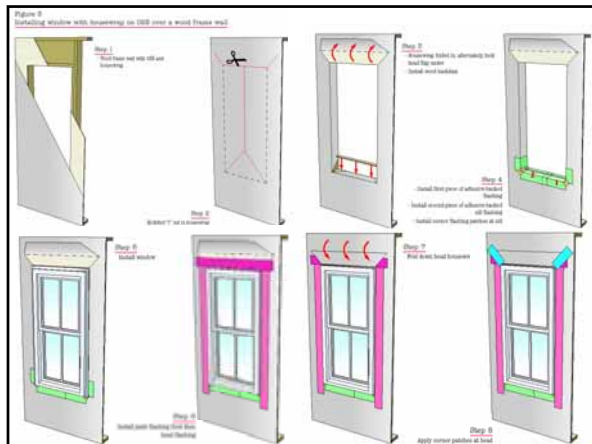 Figure 5
Installing window with housewrap on OSB over a wood frame wall
Step 1
- Wood frame wall with OSB and
housewrap
Step 2
- Modified "I" cut in housewrap
Step 3
- Housewrap folded in, alternately, hold
head flap under
- Install wood backdam
Step 4
- Install first piece of adhesive-backed
flashing
- Install second piece of adhesive-backed
sill flashing
- Install corner flashing patches at sill
Step 5
Install window
Step 6
Install jamb flashing first then
head flashing
Step 7
Fold down head housewrap
Step 8
Apply corner patches at head